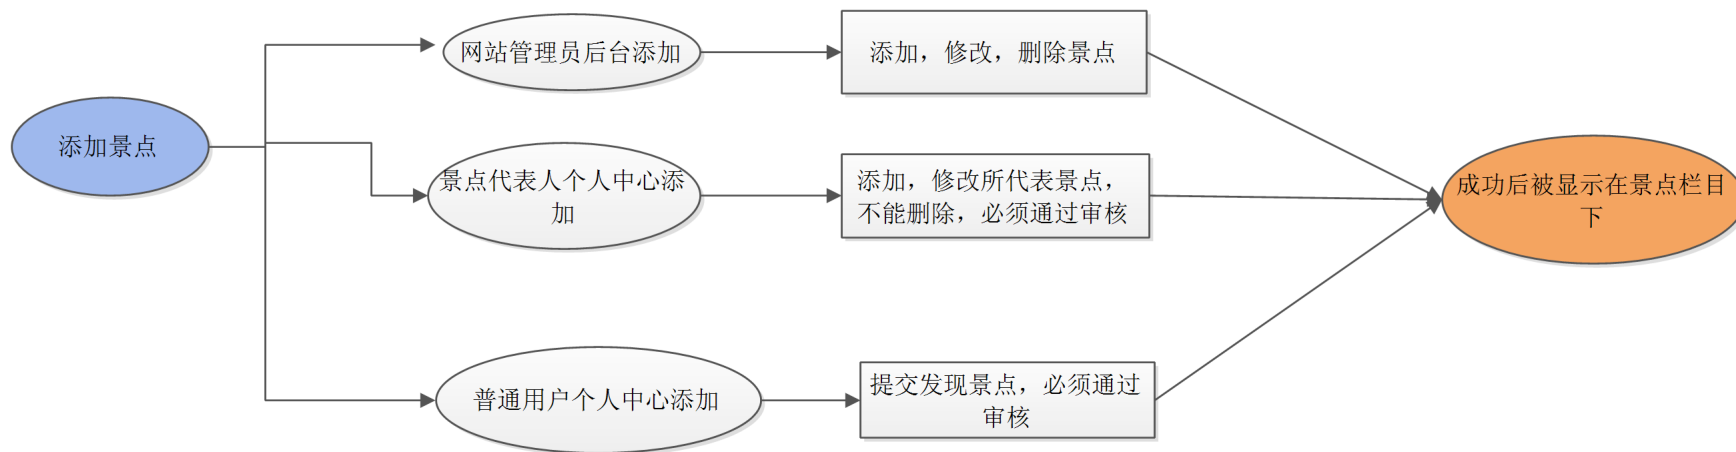 添加景点
网站管理员后台添加
添加，修改，删除景点
景点代表人个人中心添
加
添加，修改所代表景点，
不能删除，必须通过审核
普通用户个人中心添加
提交发现景点，必须通过
审核
成功后被显示在景点栏目
下